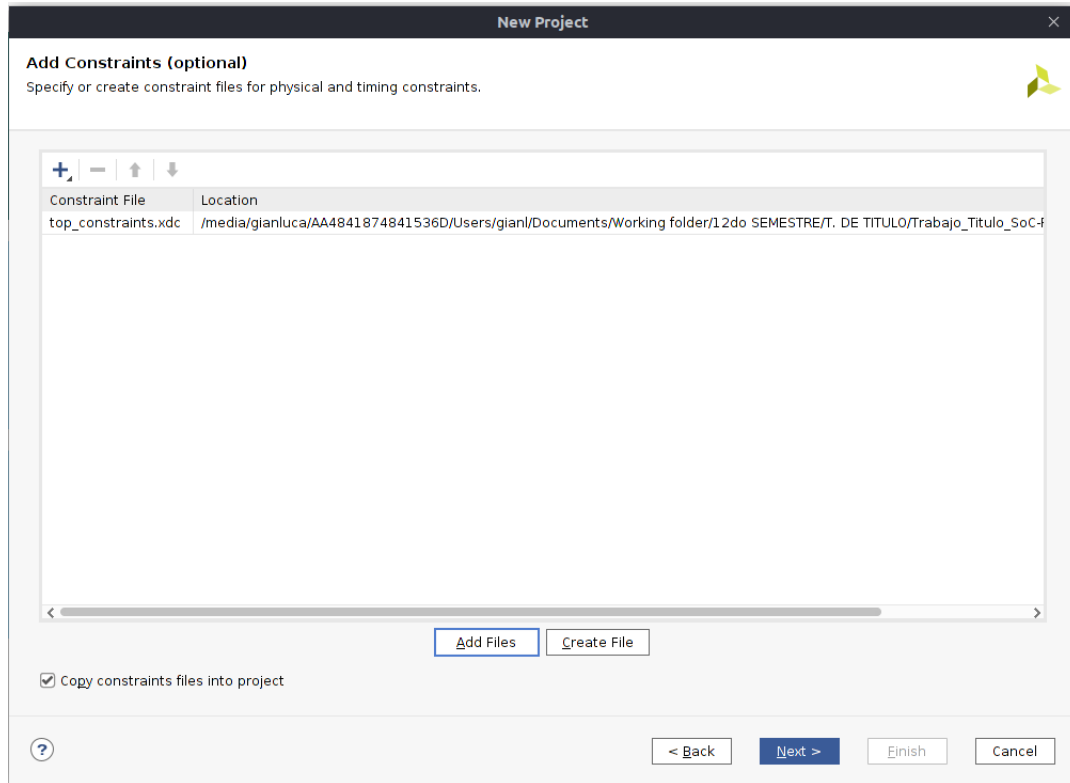 New Project
Add Constraints (optional)
Specify or create constraint files for physical and timing constraints.
Constraint File Location
top_constraints.xdc /media/gianluca/AA4841874841536D/Users/gianl/Documents/Working folder/12do SEMESTRE/T. DE TITULO/Trabajo_Titulo_SoC-
Add Files Create File
Copy constraints files into project
? < Back Next > Finish Cancel